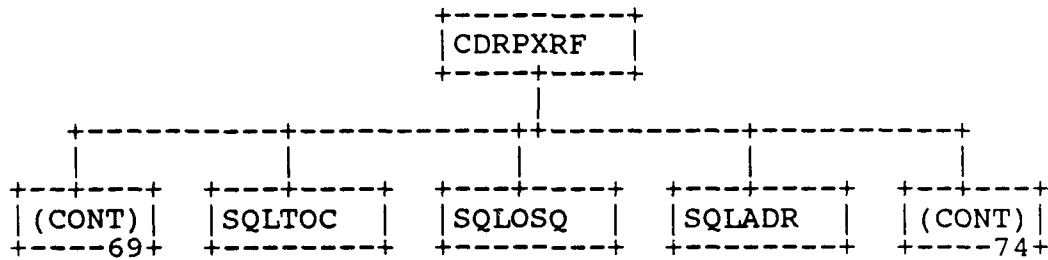 CDRPXRF
(CONT) SQLTOC SQLOSQ SQLADR (CONT)
69 74